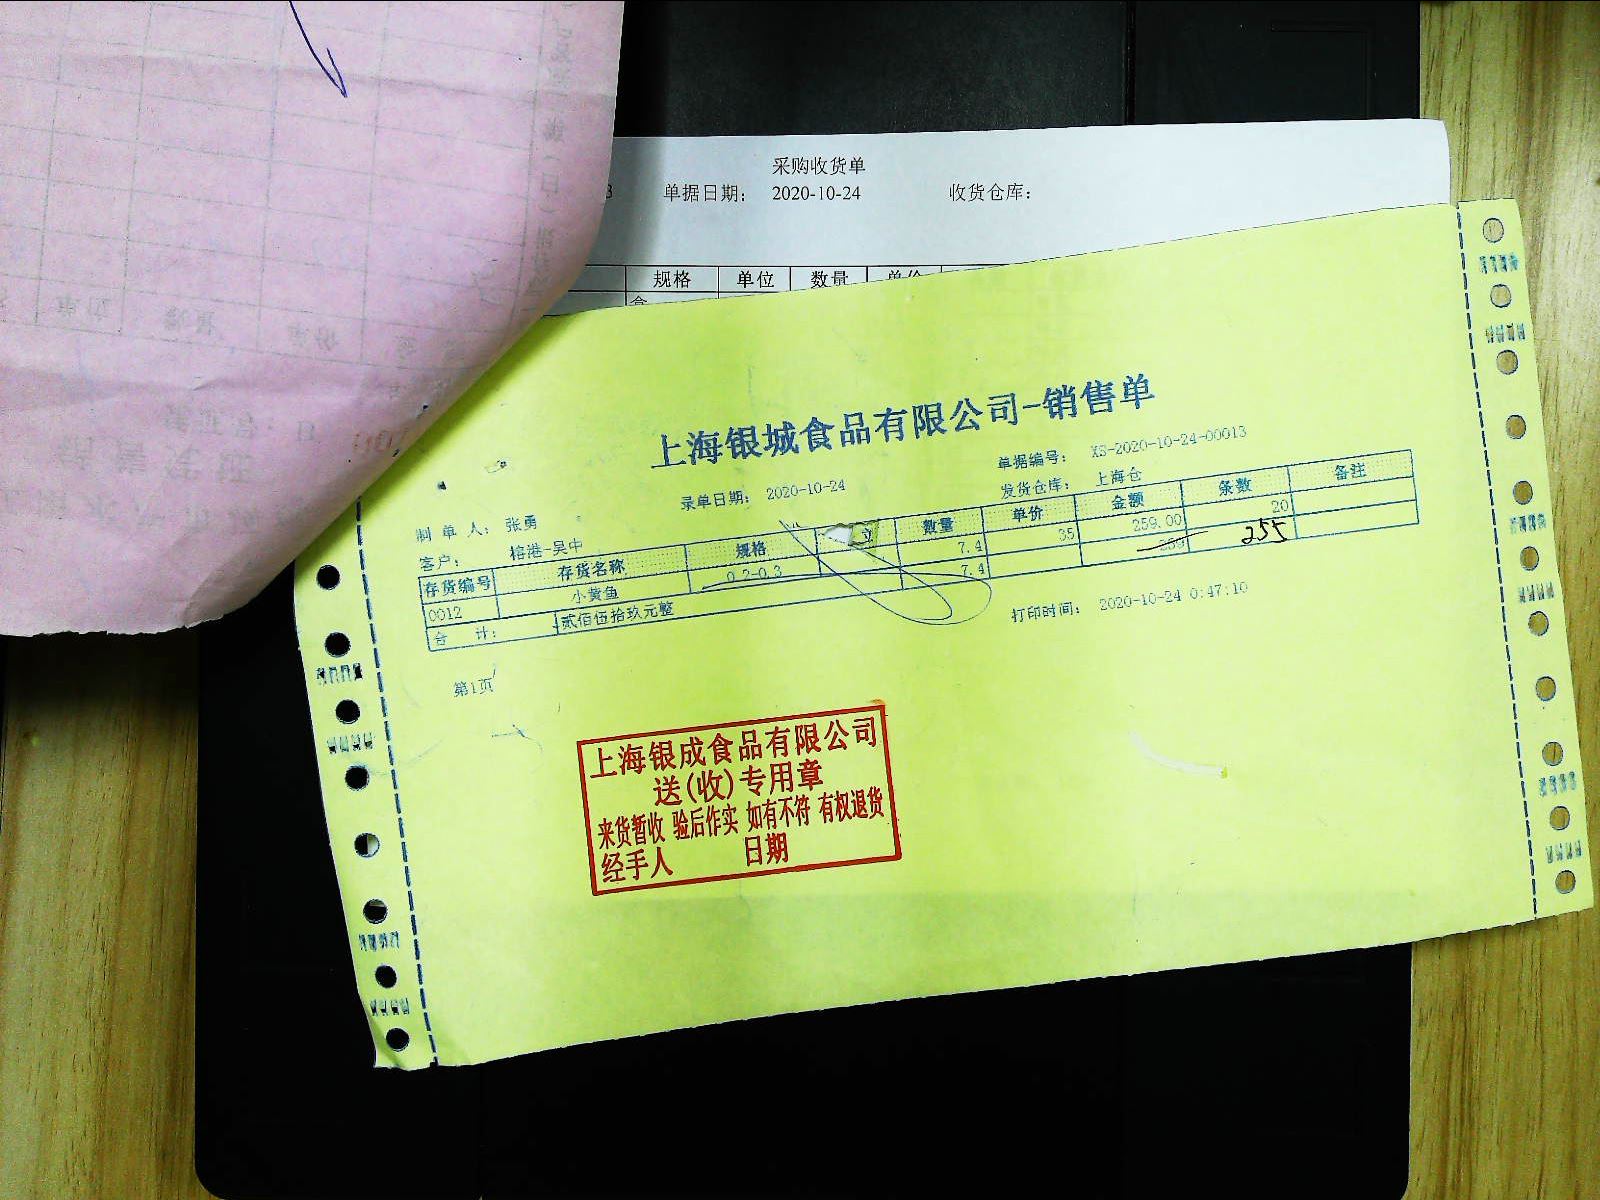 采购收货单
单据日期： 2020-10-24 收货仓库：
规格 单位 数量 单价
上海银城食品有限公司-销售单
单据编号： XS-2020-10-24-00013
录单日期： 2020-10-24 发货仓库： 上海仓
制 单 人： 张勇
客户： 榕港-吴中
存货编号 存货名称 规格 数量 单价 金额 条数 备注
0012 小黄鱼 0.2-0.3 7.4 35 259.00 20
合 计： 贰佰伍拾玖元整 7.4 259 255
打印时间： 2020-10-24 0:47:10
第1页
上海银成食品有限公司
送(收)专用章
来货暂收 验后作实 如有不符 有权退货
经手人 日期